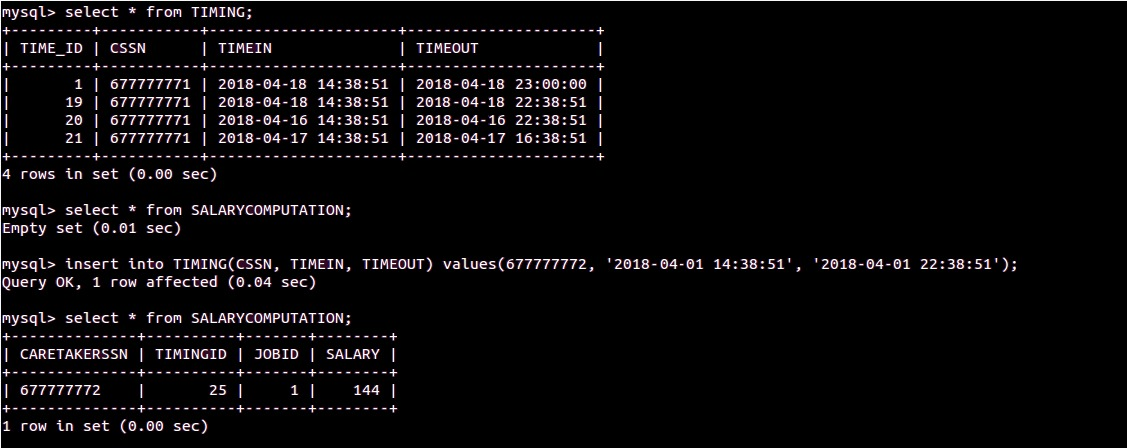 mysql> select * from TIMING;
+---------+-----------+---------------------+---------------------+
| TIME_ID | CSSN      | TIMEIN              | TIMEOUT             |
+---------+-----------+---------------------+---------------------+
|       1 | 677777771 | 2018-04-18 14:38:51 | 2018-04-18 23:00:00 |
|      19 | 677777771 | 2018-04-18 14:38:51 | 2018-04-18 22:38:51 |
|      20 | 677777771 | 2018-04-16 14:38:51 | 2018-04-16 22:38:51 |
|      21 | 677777771 | 2018-04-17 14:38:51 | 2018-04-17 16:38:51 |
+---------+-----------+---------------------+---------------------+
4 rows in set (0.00 sec)
mysql> select * from SALARYCOMPUTATION;
Empty set (0.01 sec)
mysql> insert into TIMING(CSSN, TIMEIN, TIMEOUT) values(677777772, '2018-04-01 14:38:51', '2018-04-01 22:38:51');
Query OK, 1 row affected (0.04 sec)
mysql> select * from SALARYCOMPUTATION;
+--------------+----------+-------+--------+
| CARETAKERSSN | TIMINGID | JOBID | SALARY |
+--------------+----------+-------+--------+
| 677777772    |       25 |     1 |    144 |
+--------------+----------+-------+--------+
1 row in set (0.00 sec)